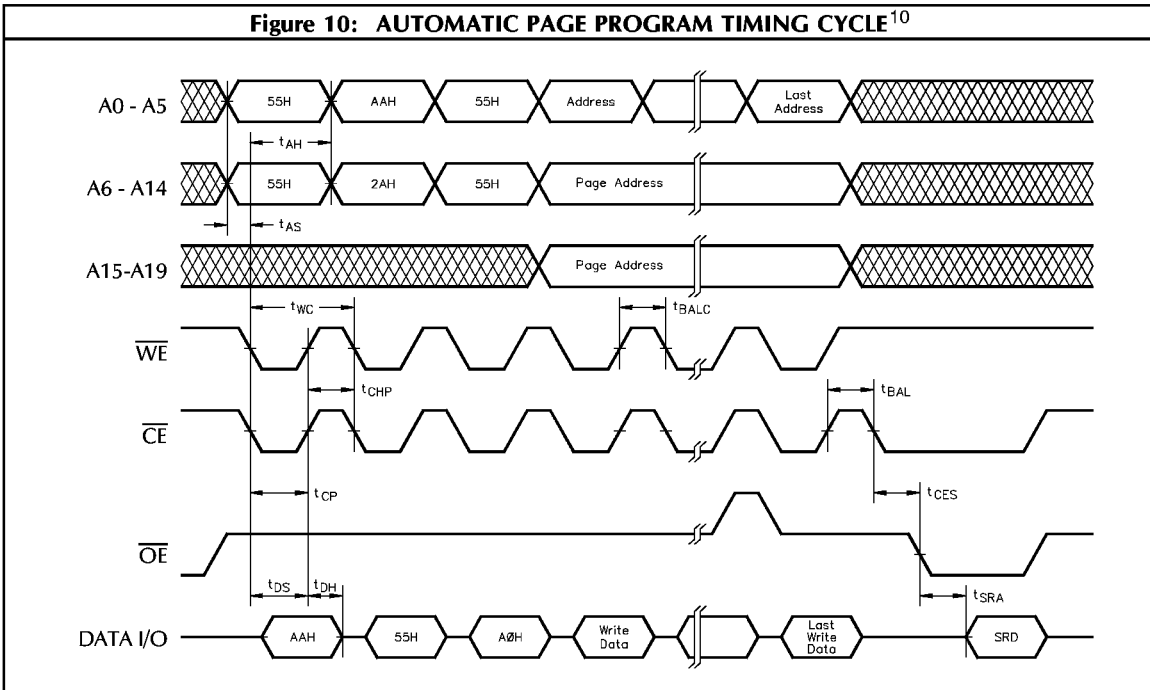 Figure 10: AUTOMATIC PAGE PROGRAM TIMING CYCLE10
A0 - A5
55H
AAH
55H
Address
Last
Address
tAH
A6 - A14
55H
2AH
55H
Page Address
tAS
A15-A19
Page Address
tWC
tBALC
WE
tCHP
tBAL
CE
tCP
tCES
OE
tDS
tDH
tSRA
DATA I/O
AAH
55H
AØH
Write
Data
Last
Write
Data
SRD